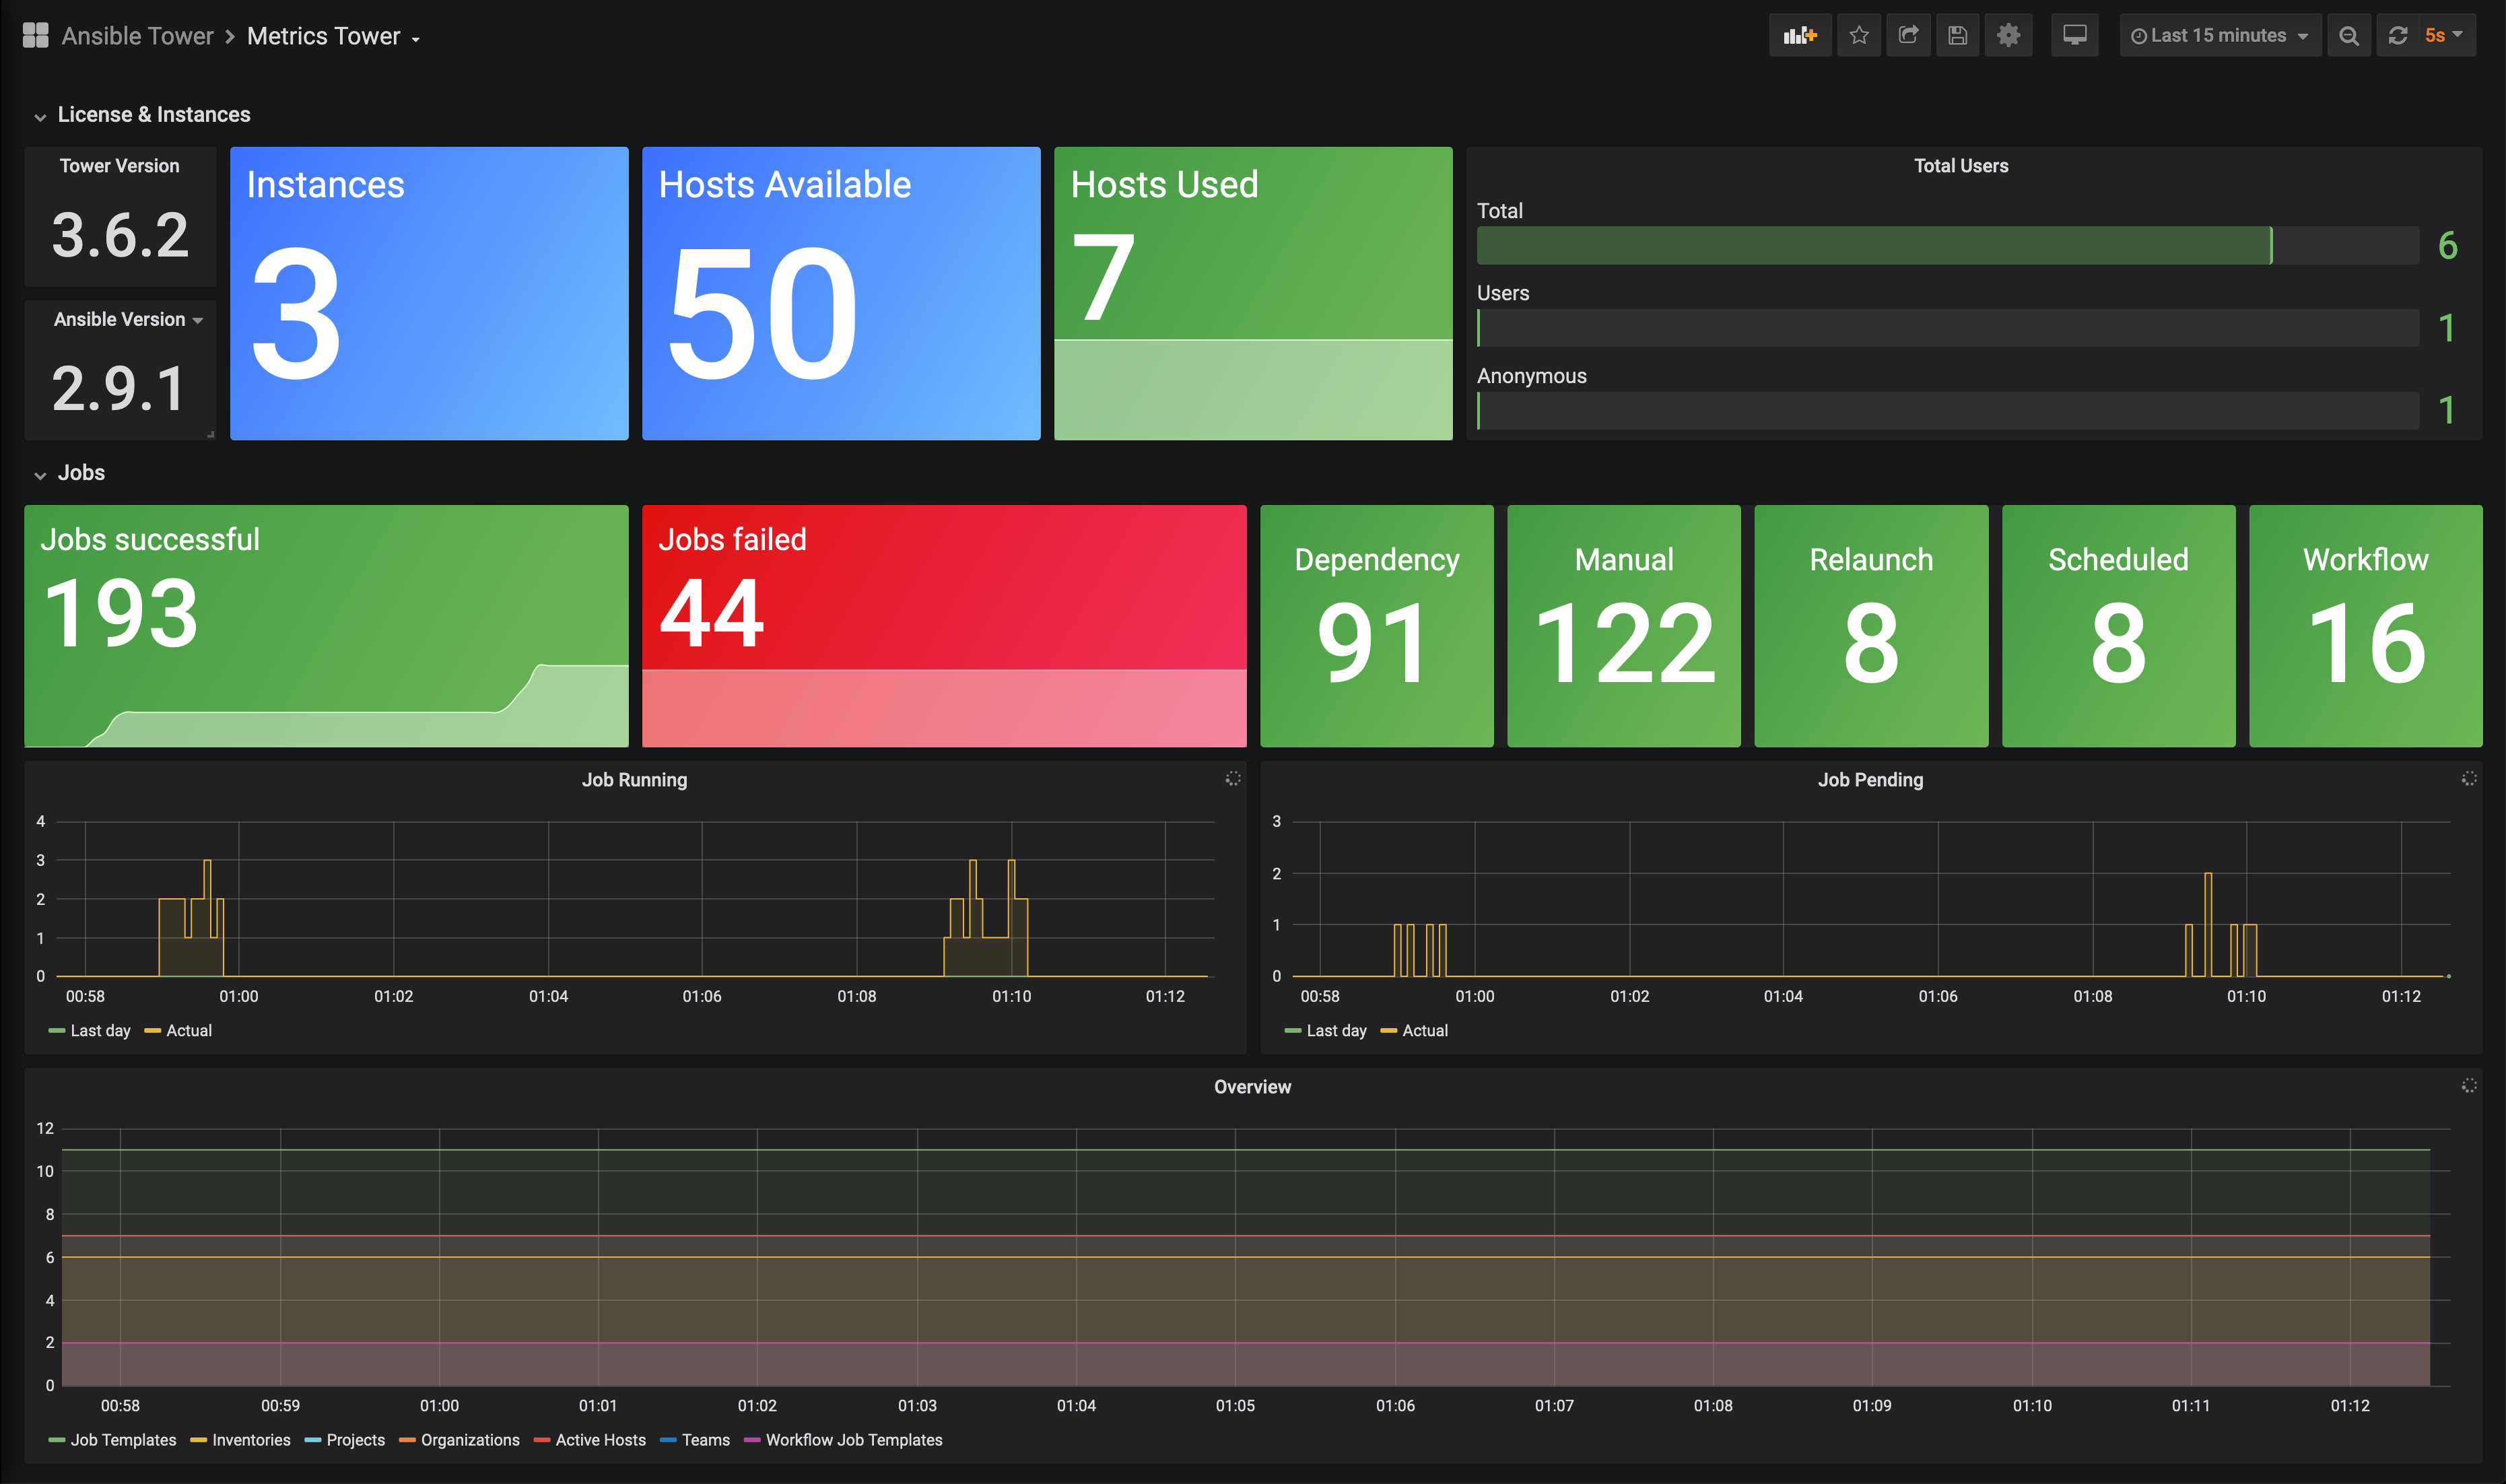 Ansible Tower > Metrics Tower
Last 15 minutes
5s
License & Instances
Tower Version
3.6.2
Ansible Version
2.9.1
Instances
3
Hosts Available
50
Hosts Used
7
Total Users
Total
6
Users
1
Anonymous
1
Jobs
Jobs successful
193
Jobs failed
44
Dependency
91
Manual
122
Relaunch
8
Scheduled
8
Workflow
16
Job Running
4
3
2
1
0
00:58 01:00 01:02 01:04 01:06 01:08 01:10 01:12
Last day Actual
Job Pending
3
2
1
0
00:58 01:00 01:02 01:04 01:06 01:08 01:10 01:12
Last day Actual
Overview
12
10
8
6
4
2
0
00:58 00:59 01:00 01:01 01:02 01:03 01:04 01:05 01:06 01:07 01:08 01:09 01:10 01:11 01:12
Job Templates Inventories Projects Organizations Active Hosts Teams Workflow Job Templates